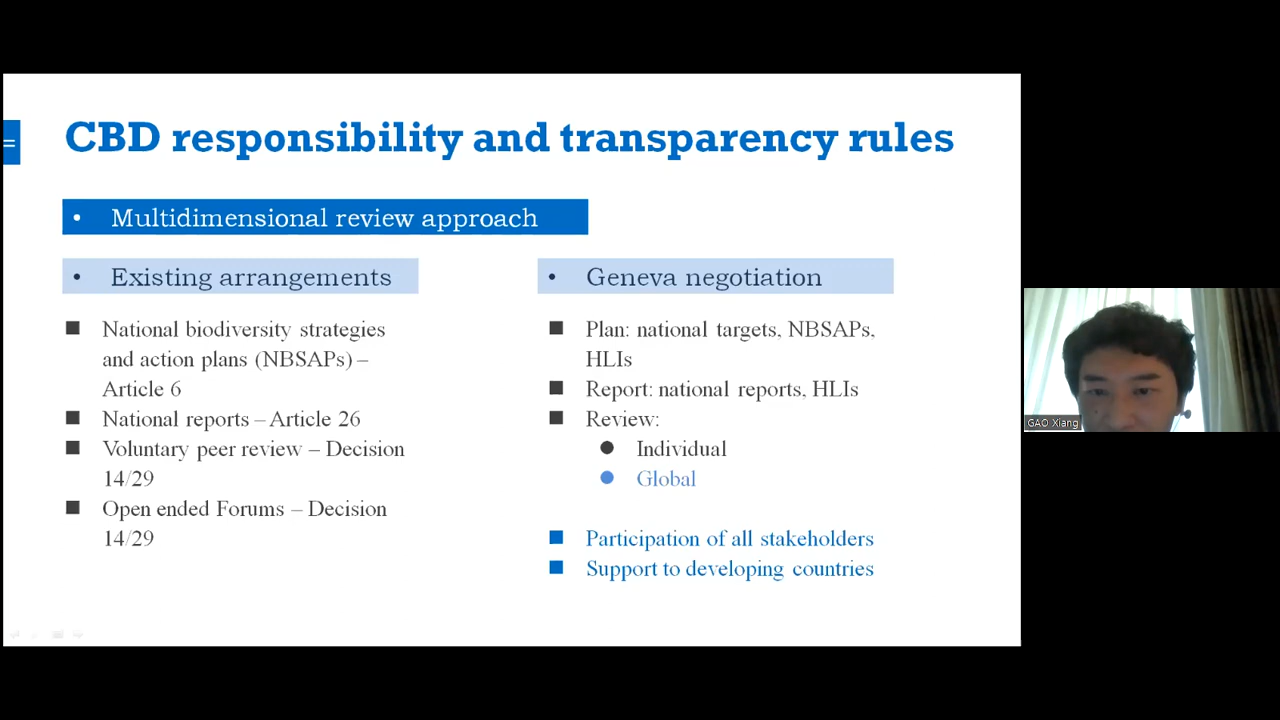 CBD responsibility and transparency rules
• Multidimensional review approach
• Existing arrangements
National biodiversity strategies
and action plans (NBSAPs) –
Article 6
National reports – Article 26
Voluntary peer review – Decision
14/29
Open ended Forums – Decision
14/29
• Geneva negotiation
Plan: national targets, NBSAPs,
HLIs
Report: national reports, HLIs
Review:
Individual
Global
Participation of all stakeholders
Support to developing countries
GAO Xiang